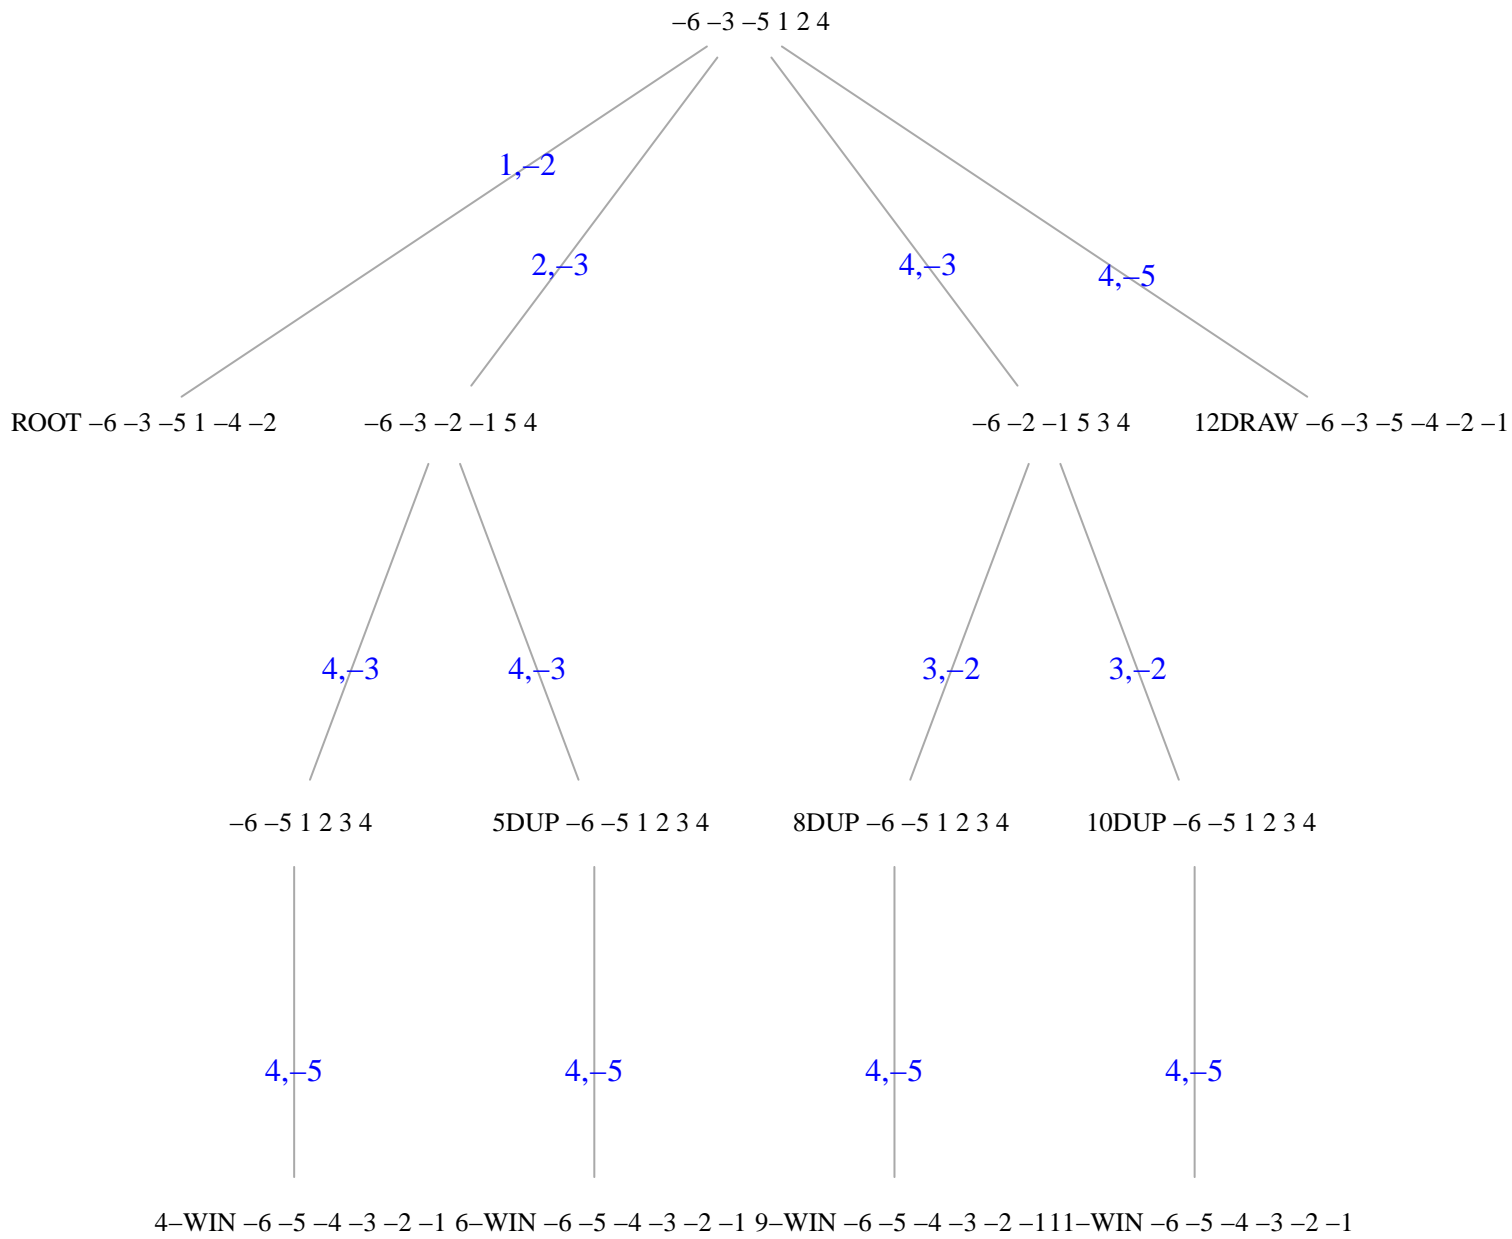 −6 −3 −5 1 2 4
1,−2
2,−3
4,−3
4,−5
ROOT −6 −3 −5 1 −4 −2
−6 −3 −2 −1 5 4
−6 −2 −1 5 3 4
12DRAW −6 −3 −5 −4 −2 −1
4,−3
4,−3
3,−2
3,−2
−6 −5 1 2 3 4
5DUP −6 −5 1 2 3 4
8DUP −6 −5 1 2 3 4
10DUP −6 −5 1 2 3 4
4,−5
4,−5
4,−5
4,−5
4−WIN −6 −5 −4 −3 −2 −1
6−WIN −6 −5 −4 −3 −2 −1
9−WIN −6 −5 −4 −3 −2 −1
11−WIN −6 −5 −4 −3 −2 −1